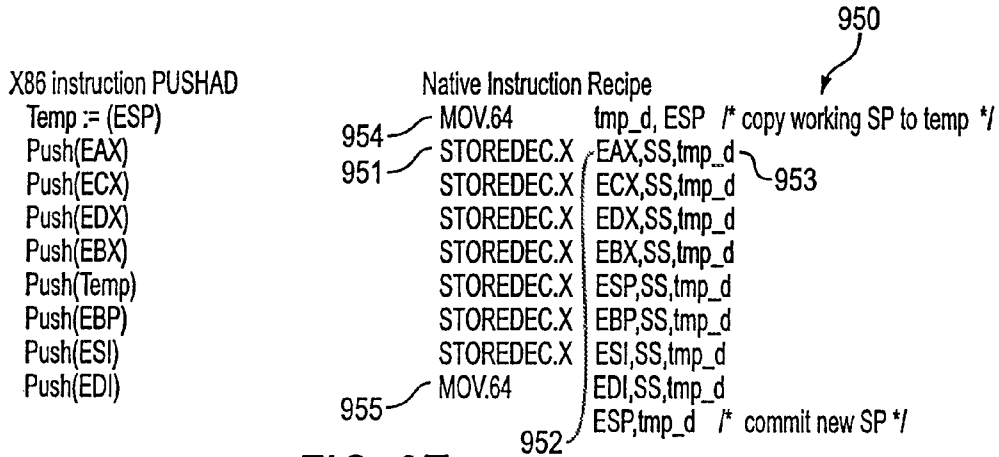 950
X86 instruction PUSHAD Native Instruction Recipe
Temp := (ESP) 954 MOV.64 tmp_d, ESP /* copy working SP to temp */
Push(EAX) 951 STOREDEC.X EAX,SS,tmp_d 953
Push(ECX) STOREDEC.X ECX,SS,tmp_d
Push(EDX) STOREDEC.X EDX,SS,tmp_d
Push(EBX) STOREDEC.X EBX,SS,tmp_d
Push(Temp) STOREDEC.X ESP,SS,tmp_d
Push(EBP) STOREDEC.X EBP,SS,tmp_d
Push(ESI) STOREDEC.X ESI,SS,tmp_d
Push(EDI) 955 MOV.64 EDI,SS,tmp_d
952 ESP,tmp_d /* commit new SP */